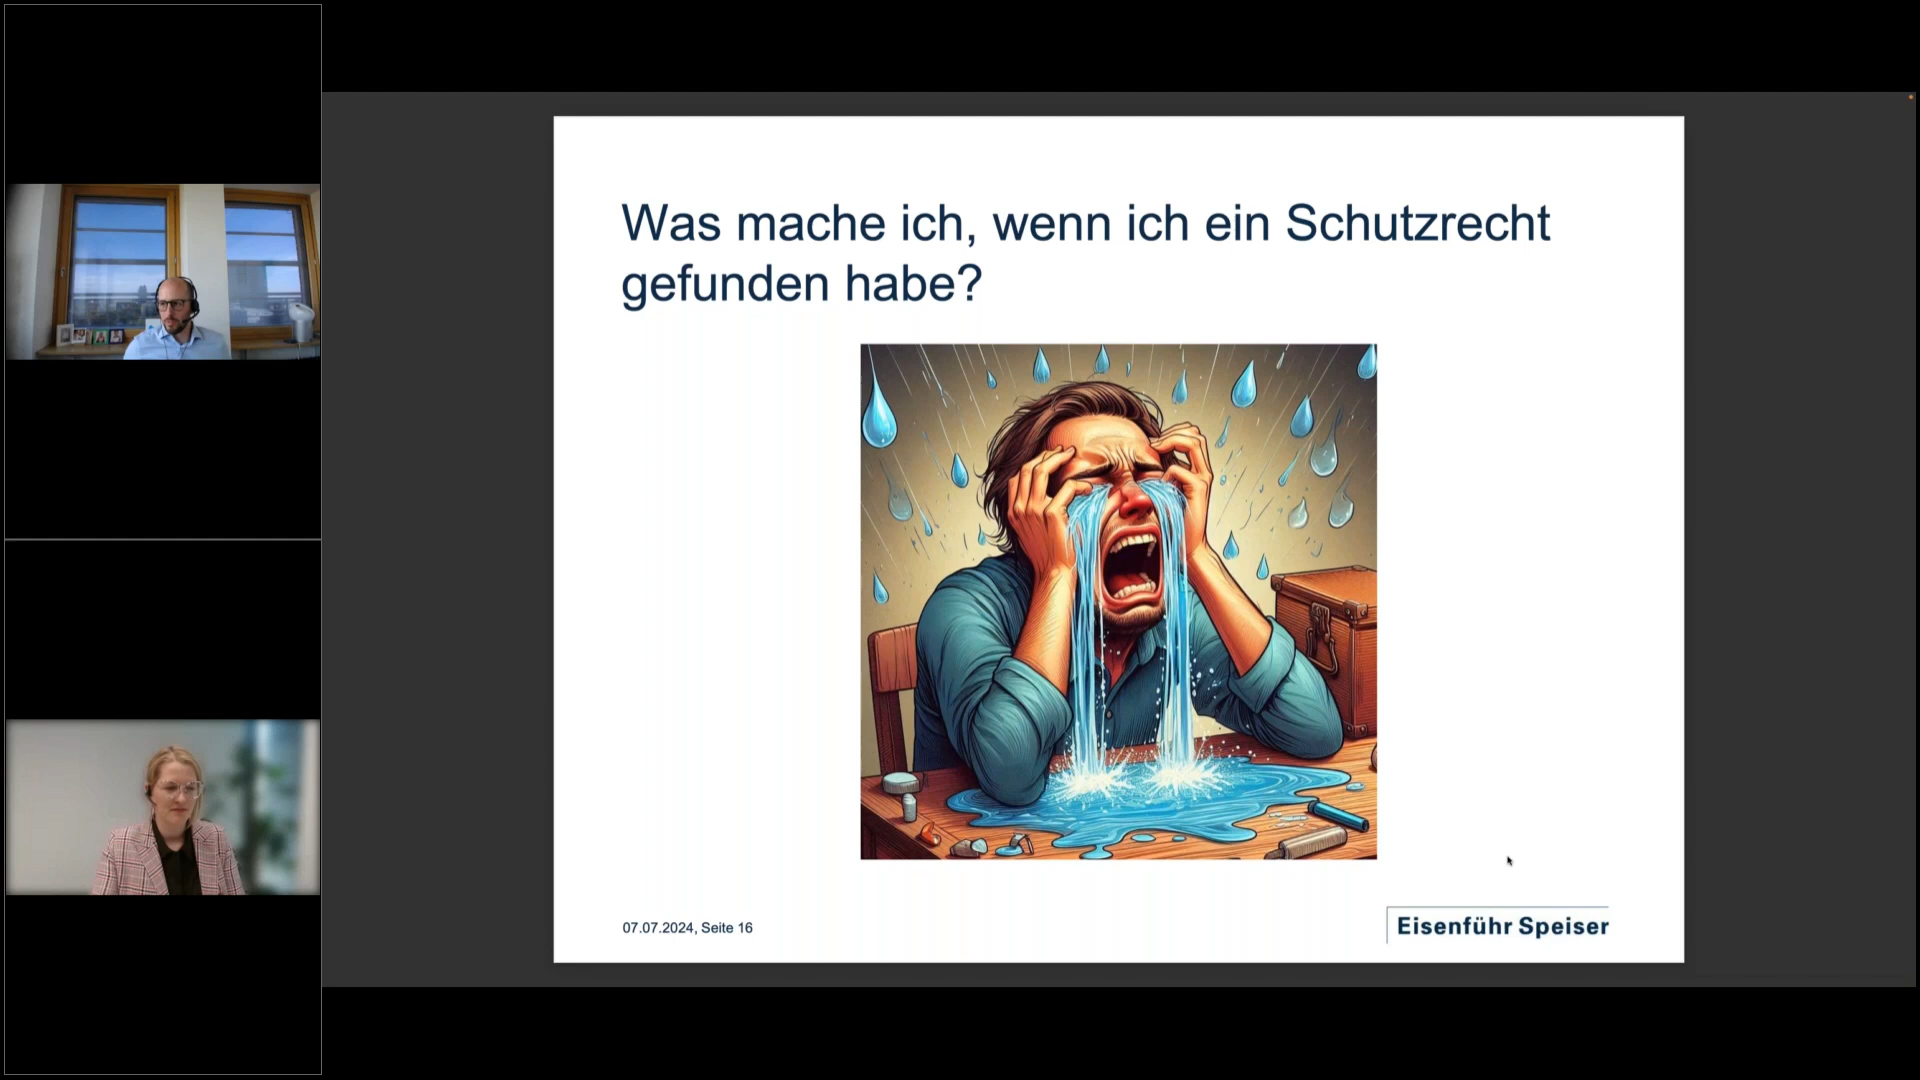 Was mache ich, wenn ich ein Schutzrecht
gefunden habe?
07.07.2024, Seite 16
Eisenführ Speiser